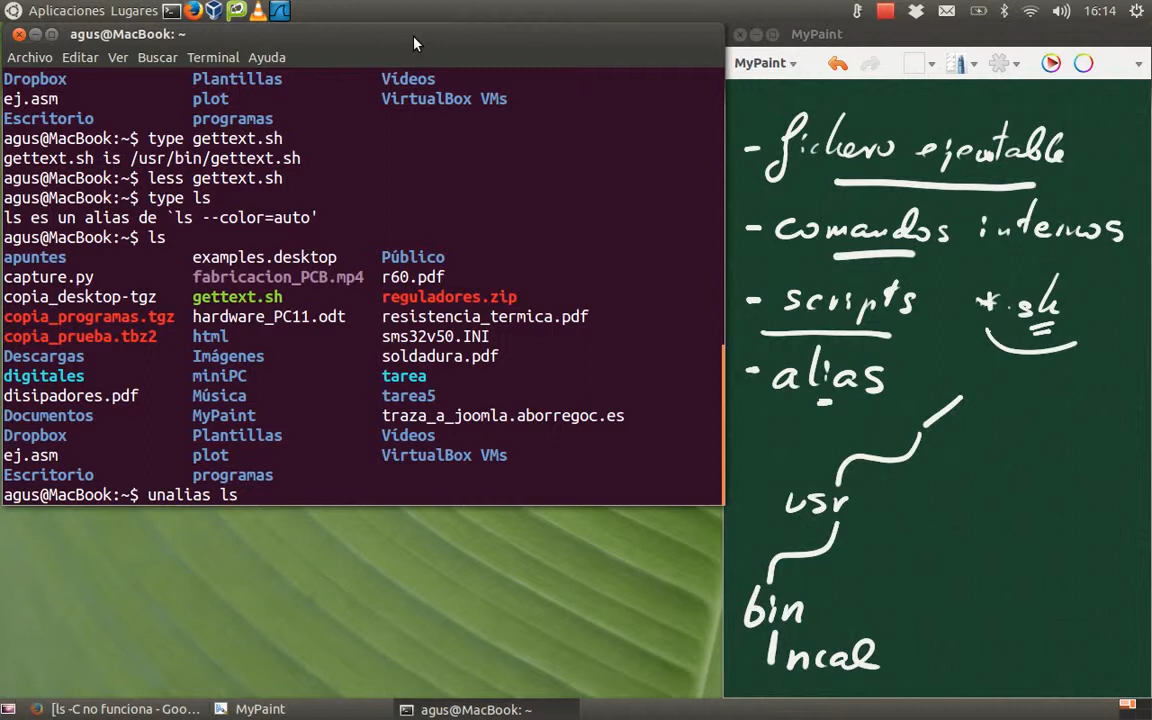 Aplicaciones Lugares 16:14
agus@MacBook: ~
Archivo Editar Ver Buscar Terminal Ayuda
Dropbox Plantillas Vídeos
ej.asm plot VirtualBox VMs
Escritorio programas
agus@MacBook:~$ type gettext.sh
gettext.sh is /usr/bin/gettext.sh
agus@MacBook:~$ less gettext.sh
agus@MacBook:~$ type ls
ls es un alias de `ls --color=auto'
agus@MacBook:~$ ls
apuntes examples.desktop Público
capture.py fabricacion_PCB.mp4 r60.pdf
copia_desktop-tgz gettext.sh reguladores.zip
copia_programas.tgz hardware_PC11.odt resistencia_termica.pdf
copia_prueba.tbz2 html sms32v50.INI
Descargas Imágenes soldadura.pdf
digitales miniPC tarea
disipadores.pdf Música tarea5
Documentos MyPaint traza_a_joomla.aborregoc.es
Dropbox Plantillas Vídeos
ej.asm plot VirtualBox VMs
Escritorio programas
agus@MacBook:~$ unalias ls
MyPaint
MyPaint
- fichero ejecutable
- comandos internos
- scripts *.sh
- alias
/
usr
bin
local
[ls -C no funciona - Goo... MyPaint agus@MacBook: ~